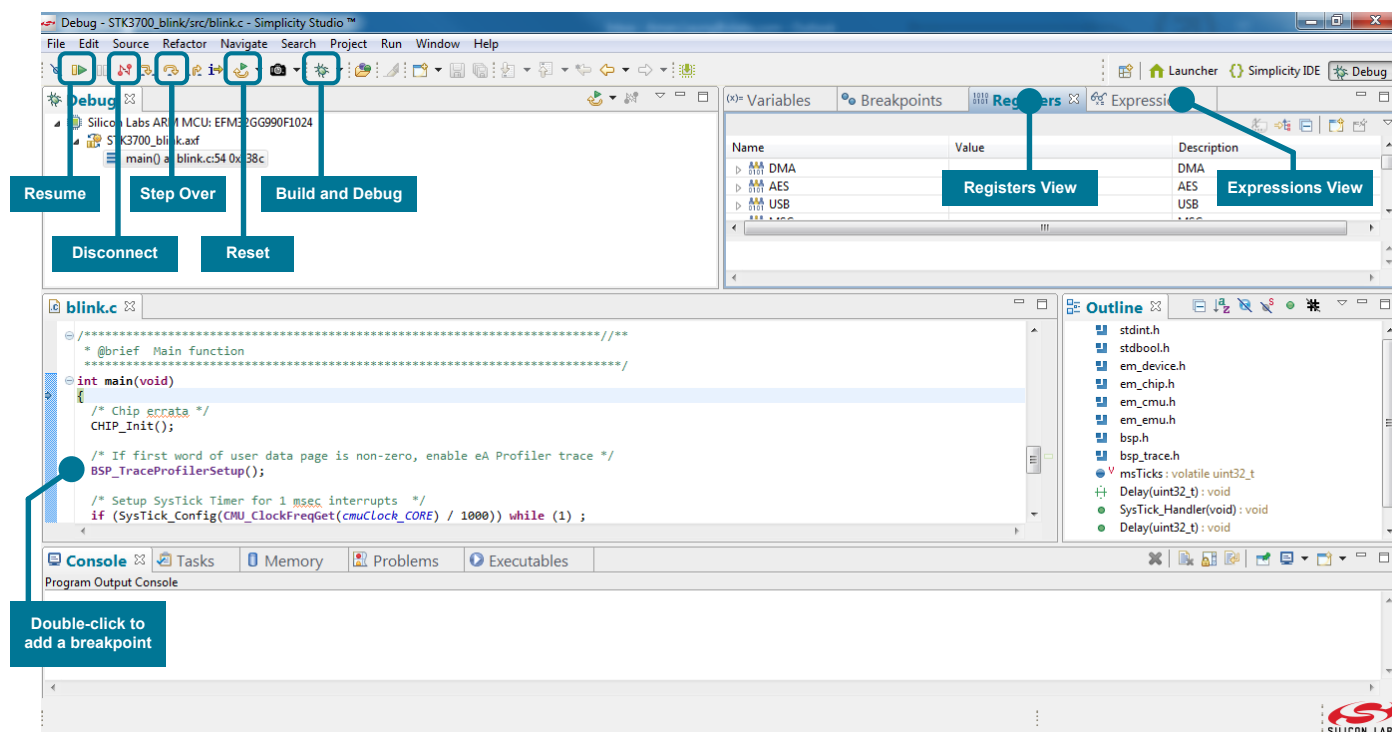 Debug - STK3700_blink/src/blink.c - Simplicity Studio ™
File Edit Source Refactor Navigate Search Project Run Window Help
Launcher
Simplicity IDE
Debug
Debug
Silicon Labs ARM MCU: EFM32GG990F1024
STK3700_blink.axf
main() at blink.c:54 0x38c
Resume
Step Over
Build and Debug
Disconnect
Reset
(x)= Variables
Breakpoints
Registers
Expressi
Name Value Description
DMA DMA
AES AES
USB USB
Registers View
Expressions View
blink.c
/****************************************************************************//**
* @brief Main function
*****************************************************************************/
int main(void)
{
/* Chip errata */
CHIP_Init();
/* If first word of user data page is non-zero, enable eA Profiler trace */
BSP_TraceProfilerSetup();
/* Setup SysTick Timer for 1 msec interrupts */
if (SysTick_Config(CMU_ClockFreqGet(cmuClock_CORE) / 1000)) while (1) ;
Outline
stdint.h
stdbool.h
em_device.h
em_chip.h
em_cmu.h
em_emu.h
bsp.h
bsp_trace.h
msTicks : volatile uint32_t
Delay(uint32_t) : void
SysTick_Handler(void) : void
Delay(uint32_t) : void
Console
Tasks
Memory
Problems
Executables
Program Output Console
Double-click to
add a breakpoint
SILICON LAB